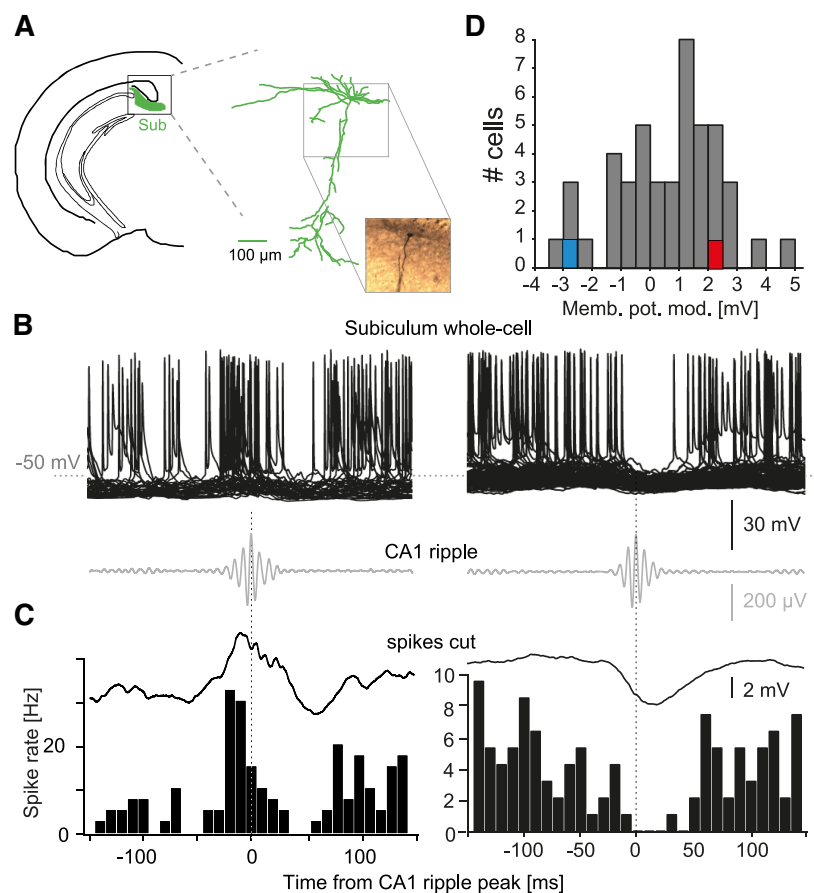 A
Sub
100 µm
D
# cells
8
7
6
5
4
3
2
1
0
-4 -3 -2 -1 0 1 2 3 4 5
Memb. pot. mod. [mV]
B
Subiculum whole-cell
-50 mV
30 mV
CA1 ripple
200 µV
C
spikes cut
2 mV
Spike rate [Hz]
20
0
-100 0 100
10
8
6
4
2
0
-100 -50 0 50 100
Time from CA1 ripple peak [ms]